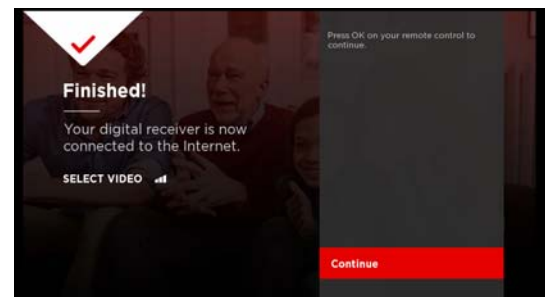 Finished!
Your digital receiver is now
connected to the Internet.
SELECT VIDEO
Press OK on your remote control to
continue.
Continue